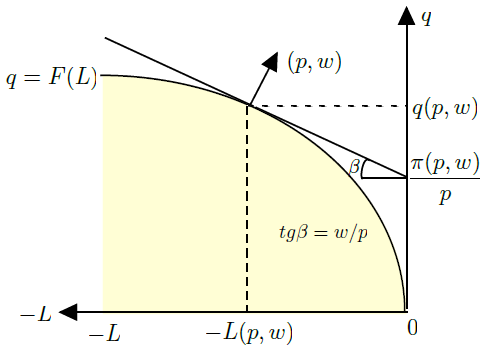 q
(p, w)
q = F(L)
q(p, w)
β
π(p, w)
p
tgβ = w/p
−L
−L
−L(p, w)
0